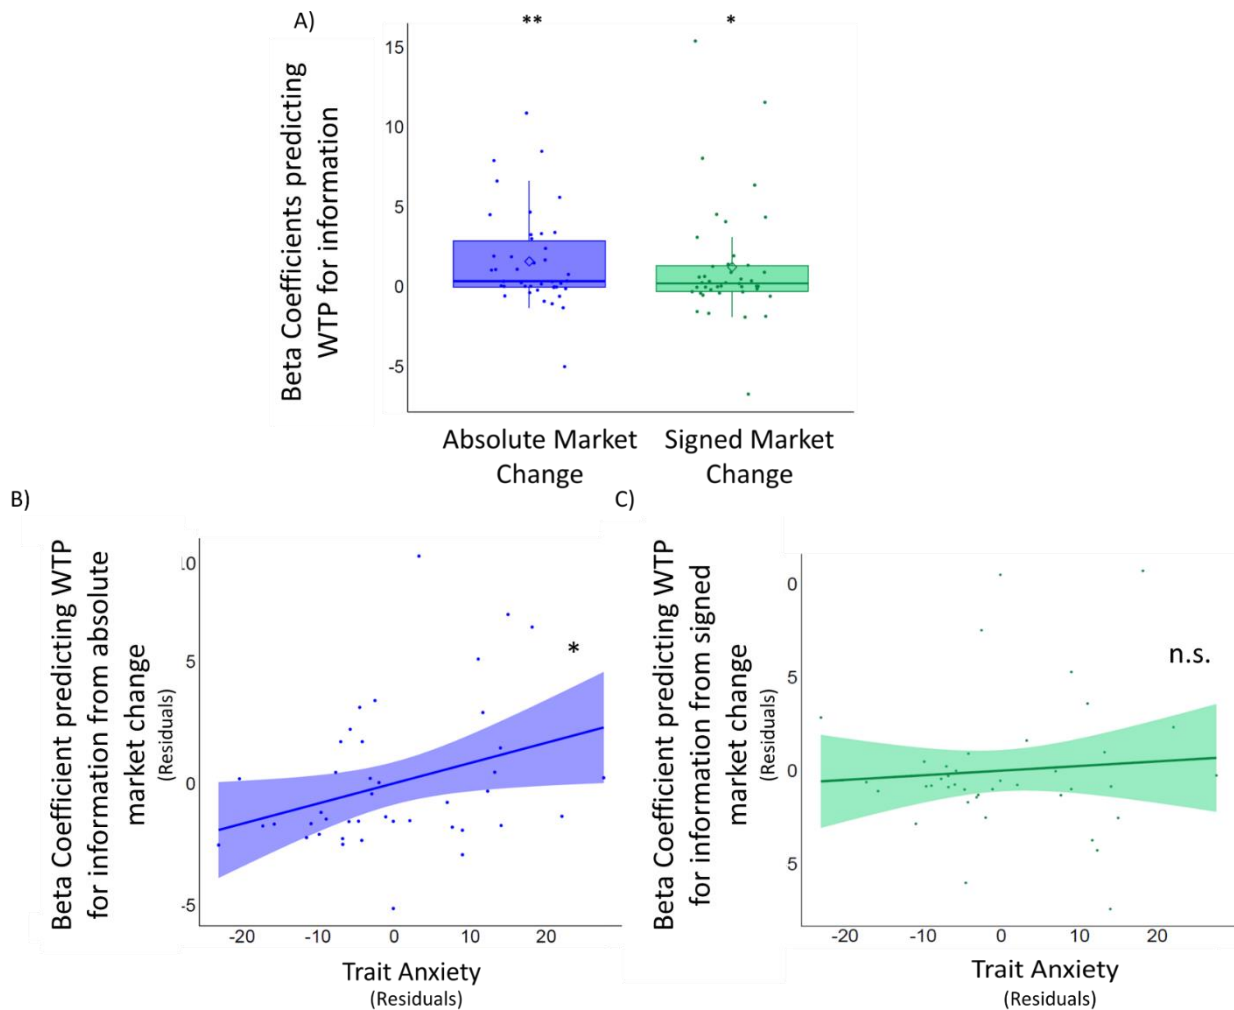 A)
**
*
Beta Coefficients predicting
WTP for information
15
10
5
0
-5
Absolute Market
Change
Signed Market
Change
B)
Beta Coefficient predicting WTP
for information from absolute
market change
(Residuals)
10
5
0
-5
*
-20
-10
0
10
20
Trait Anxiety
(Residuals)
C)
Beta Coefficient predicting WTP
for information from signed
market change
(Residuals)
0
5
0
5
n.s.
-20
-10
0
10
20
Trait Anxiety
(Residuals)